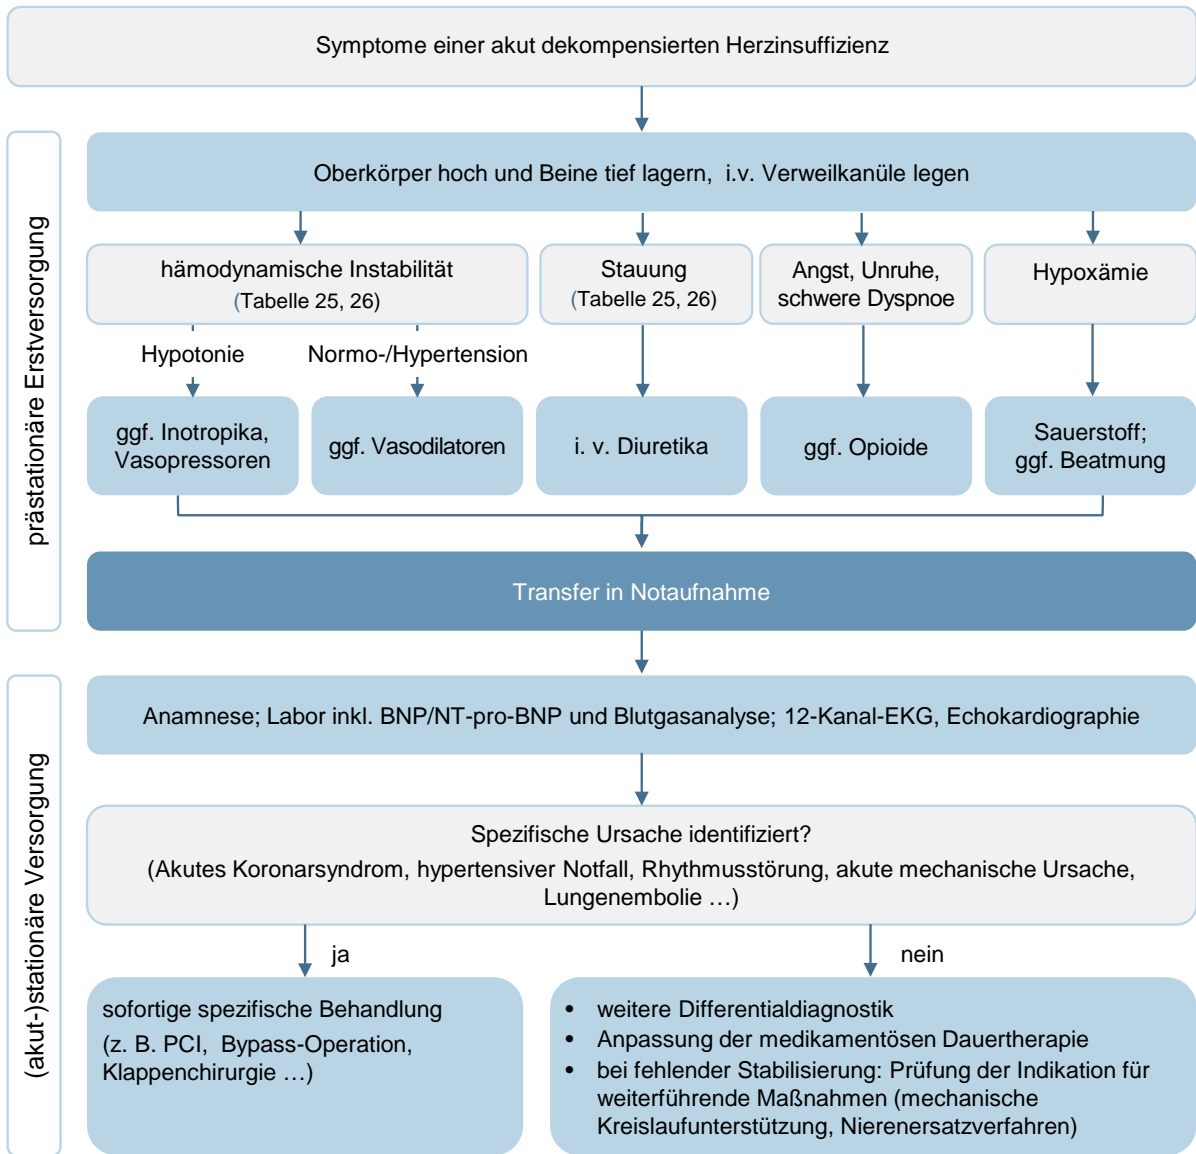 Symptome einer akut dekompensierten Herzinsuffizienz
prästationäre Erstversorgung
Oberkörper hoch und Beine tief lagern, i.v. Verweilkanüle legen
hämodynamische Instabilität
(Tabelle 25, 26)
Stauung
(Tabelle 25, 26)
Angst, Unruhe,
schwere Dyspnoe
Hypoxämie
Hypotonie
Normo-/Hypertension
ggf. Inotropika,
Vasopressoren
ggf. Vasodilatoren
i. v. Diuretika
ggf. Opioide
Sauerstoff;
ggf. Beatmung
Transfer in Notaufnahme
(akut-)stationäre Versorgung
Anamnese; Labor inkl. BNP/NT-pro-BNP und Blutgasanalyse; 12-Kanal-EKG, Echokardiographie
Spezifische Ursache identifiziert?
(Akutes Koronarsyndrom, hypertensiver Notfall, Rhythmusstörung, akute mechanische Ursache,
Lungenembolie …)
ja
nein
sofortige spezifische Behandlung
(z. B. PCI, Bypass-Operation,
Klappenchirurgie …)
• weitere Differentialdiagnostik
• Anpassung der medikamentösen Dauertherapie
• bei fehlender Stabilisierung: Prüfung der Indikation für
weiterführende Maßnahmen (mechanische
Kreislaufunterstützung, Nierenersatzverfahren)